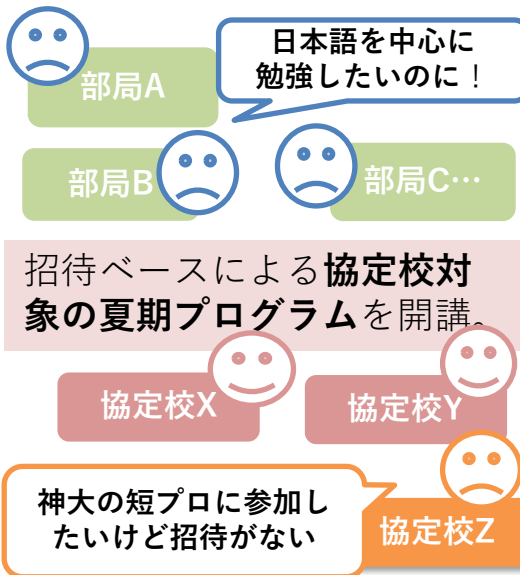 日本語を中心に
勉強したいのに！
部局A
部局B
部局C…
招待ベースによる協定校対
象の夏期プログラムを開講。
協定校X
協定校Y
神大の短プロに参加し
たいけど招待がない
協定校Z